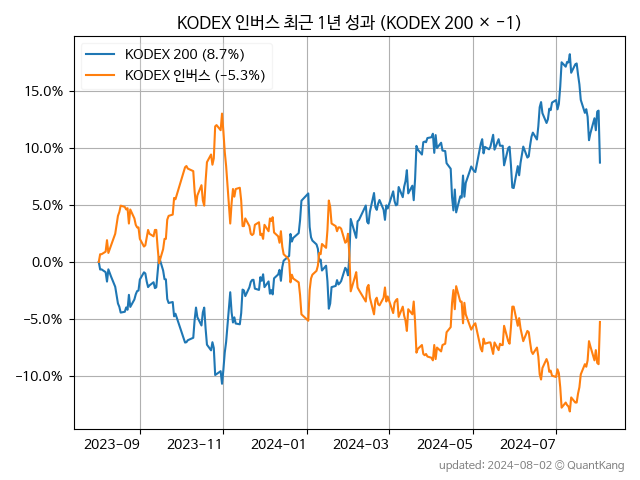 KODEX 인버스 최근 1년 성과 (KODEX 200 × −1)
KODEX 200 (8.7%)
KODEX 인버스 (−5.3%)
15.0%
10.0%
5.0%
0.0%
−5.0%
−10.0%
2023-09 2023-11 2024-01 2024-03 2024-05 2024-07
updated: 2024-08-02 © QuantKang